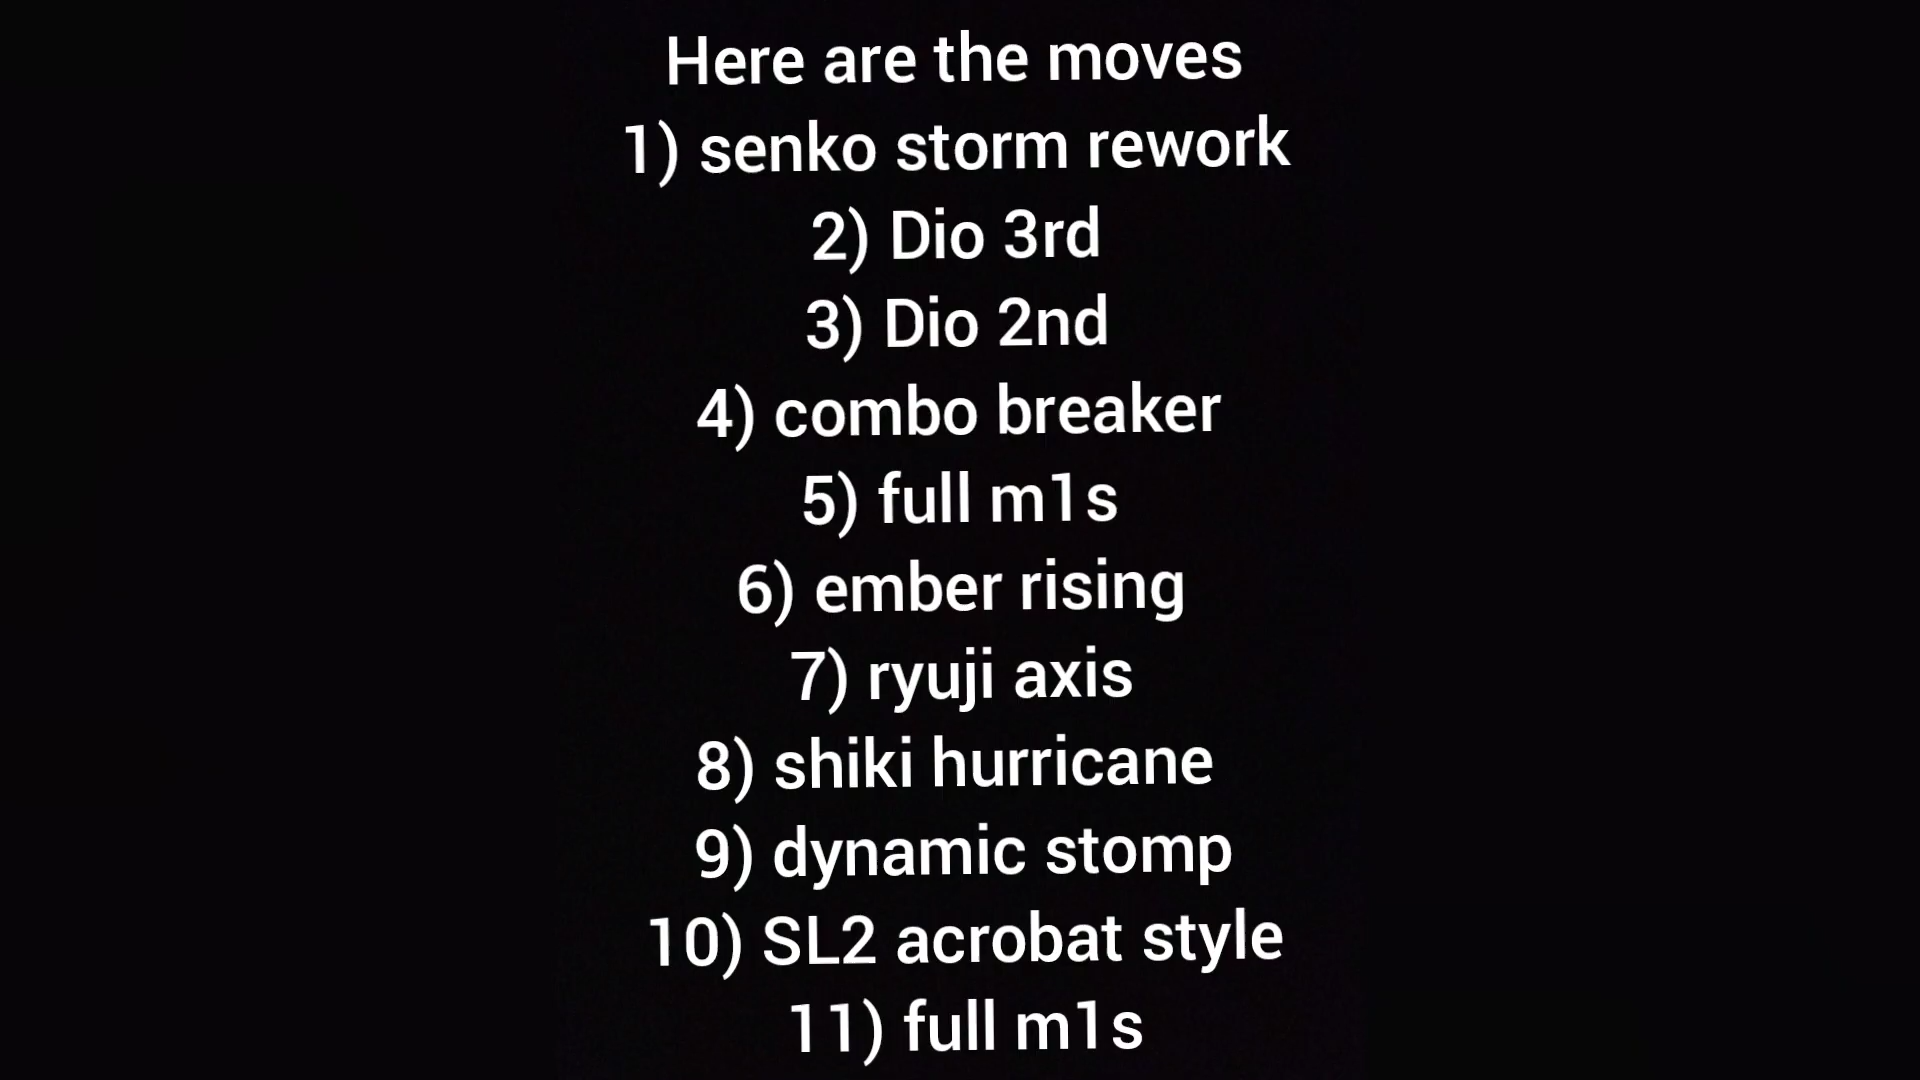 Here are the moves
1) senko storm rework
2) Dio 3rd
3) Dio 2nd
4) combo breaker
5) full m1s
6) ember rising
7) ryuji axis
8) shiki hurricane
9) dynamic stomp
10) SL2 acrobat style
11) full m1s